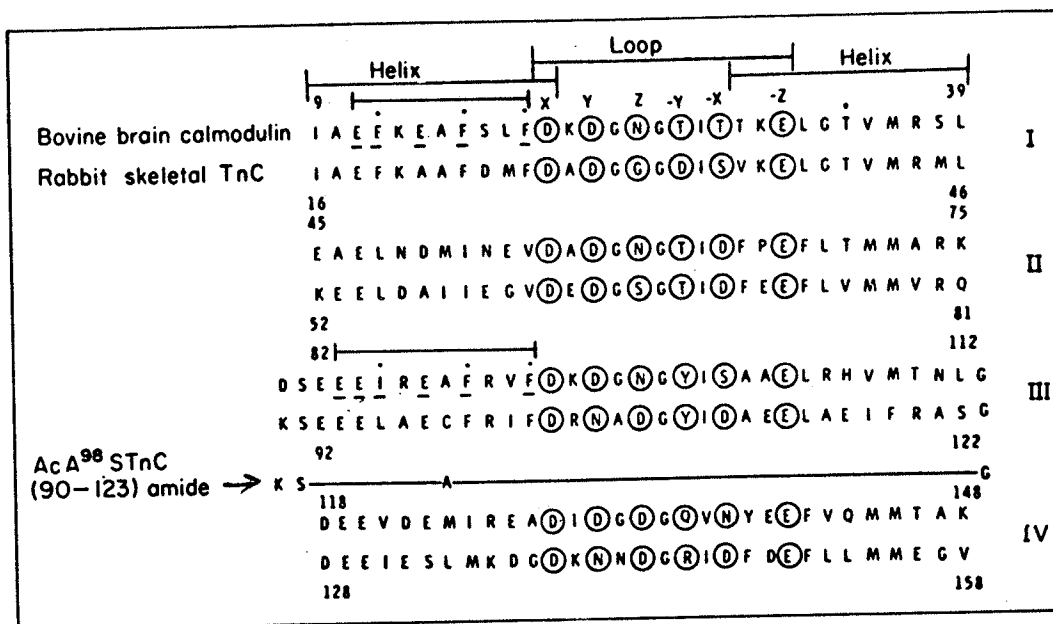 Loop
Helix Helix
9 X Y Z -Y -X -Z 39
Bovine brain calmodulin I A E F K E A F S L F D K D G N G T I T T K E L G T V M R S L
I
Rabbit skeletal TnC I A E F K A A F D M F D A D G G G D I S V K E L G T V M R M L
16 46
45 75
E A E L N D M I N E V D A D G N G T I D F P E F L T M M A R K
II
K E E L D A I I E G V D E D G S G T I D F E E F L V M M V R Q
52 81
82 112
D S E E E I R E A F R V F D K D G N G Y I S A A E L R H V M T N L G
III
K S E E E L A E C F R I F D R N A D G Y I D A E E L A E I F R A S G
92 122
AcA98 STnC
(90-123) amide → K S A G
118 148
D E E V D E M I R E A D I D G D G Q V N Y E E F V Q M M T A K
IV
D E E I E S L M K D G D K N N D G R I D F D E F L L M M E G V
128 158